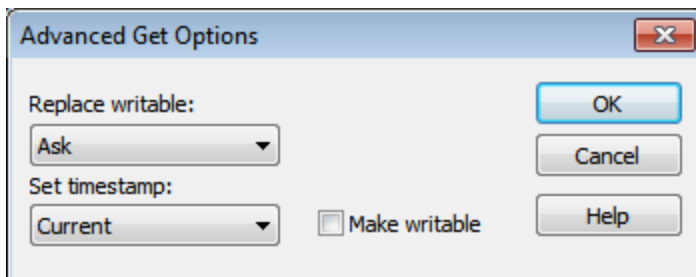 Advanced Get Options
Replace writable:
OK
Ask
Cancel
Set timestamp:
Current
Make writable
Help